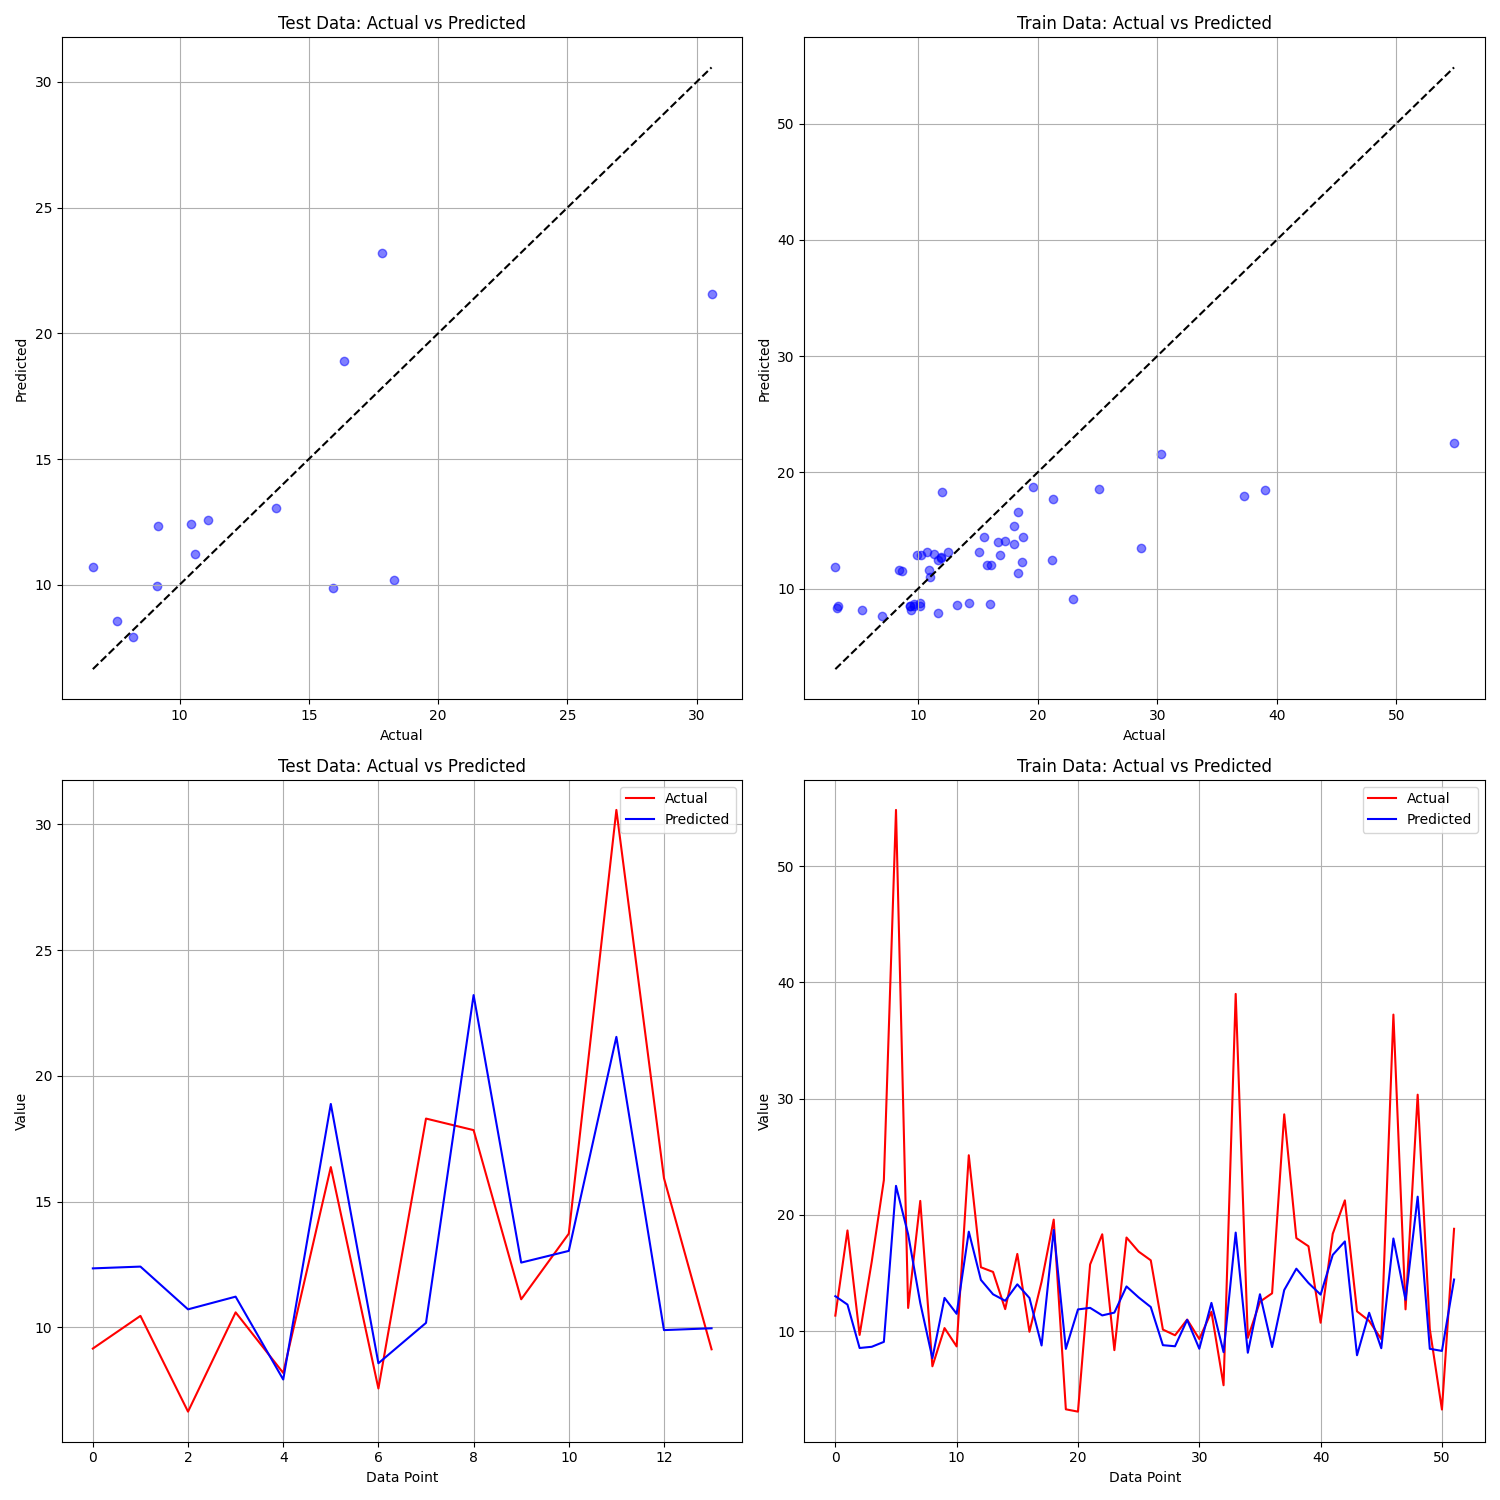 Test Data: Actual vs Predicted
30
25
20
15
10
Predicted
10 15 20 25 30
Actual
Train Data: Actual vs Predicted
50
40
30
20
10
Predicted
10 20 30 40 50
Actual
Test Data: Actual vs Predicted
Actual
Predicted
30
25
20
15
10
Value
0 2 4 6 8 10 12
Data Point
Train Data: Actual vs Predicted
Actual
Predicted
50
40
30
20
10
Value
0 10 20 30 40 50
Data Point